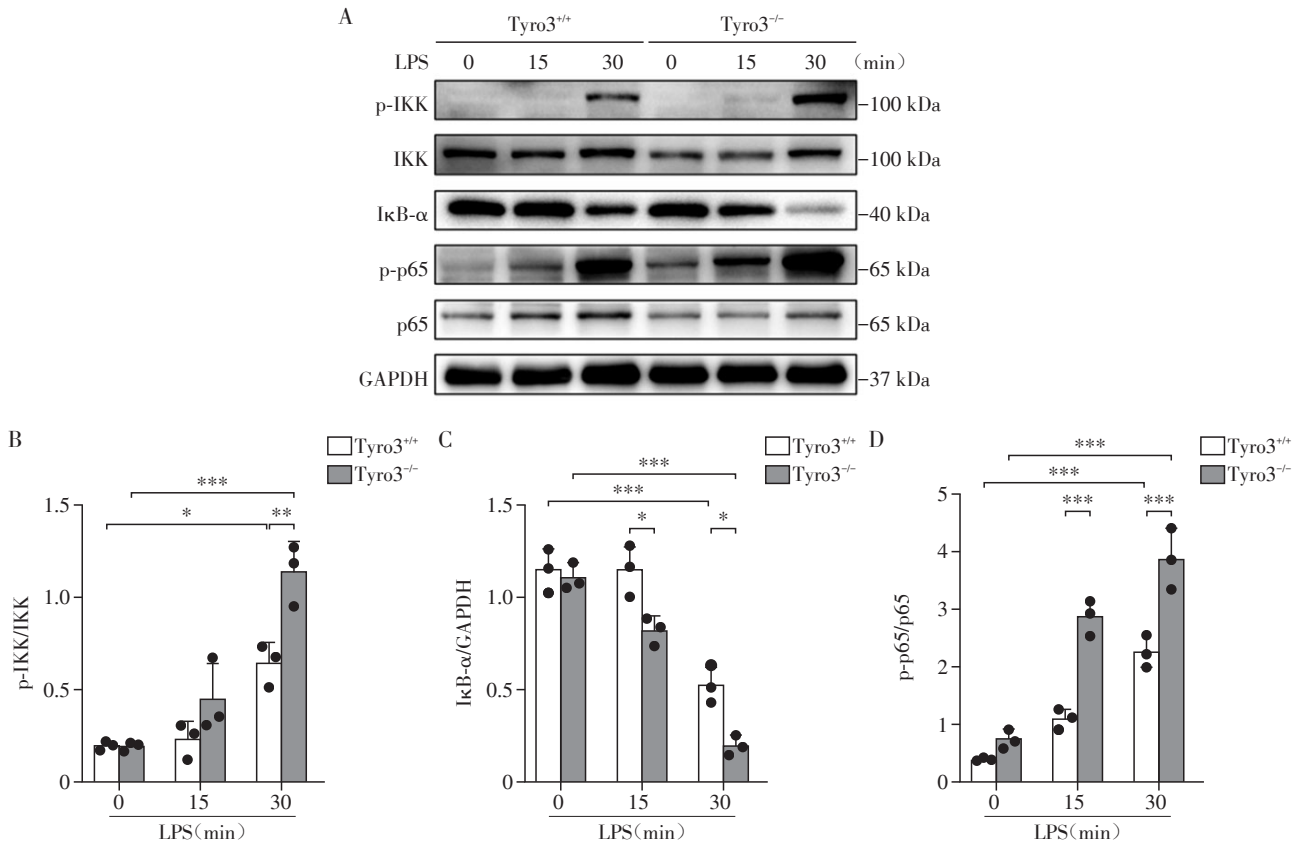 A
Tyro3+/+ Tyro3−/−
LPS 0 15 30 0 15 30 (min)
p-IKK 100 kDa
IKK 100 kDa
IκB-α 40 kDa
p-p65 65 kDa
p65 65 kDa
GAPDH 37 kDa
B
Tyro3+/+
Tyro3−/−
***
* **
1.5
1.0
0.5
0
p-IKK/IKK
0 15 30
LPS(min)
C
Tyro3+/+
Tyro3−/−
***
***
* *
1.5
1.0
0.5
0
IκB-α/GAPDH
0 15 30
LPS(min)
D
Tyro3+/+
Tyro3−/−
***
***
*** ***
5
4
3
2
1
0
p-p65/p65
0 15 30
LPS(min)